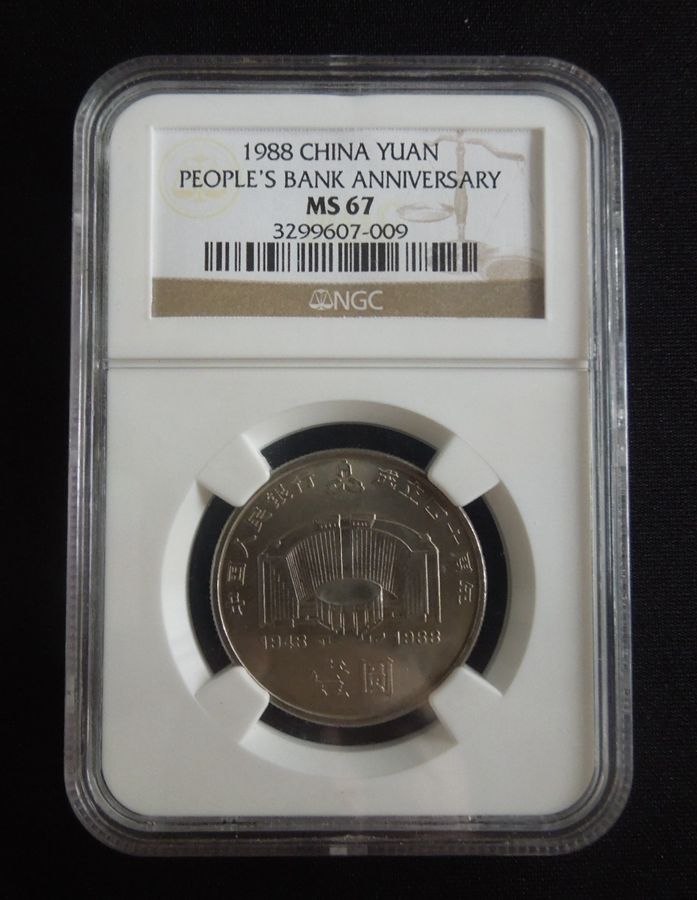 1988 CHINA YUAN
PEOPLE'S BANK ANNIVERSARY
MS 67
3299607-009
NGC
中国人民银行 成立四十周年
1948 1988
壹圆